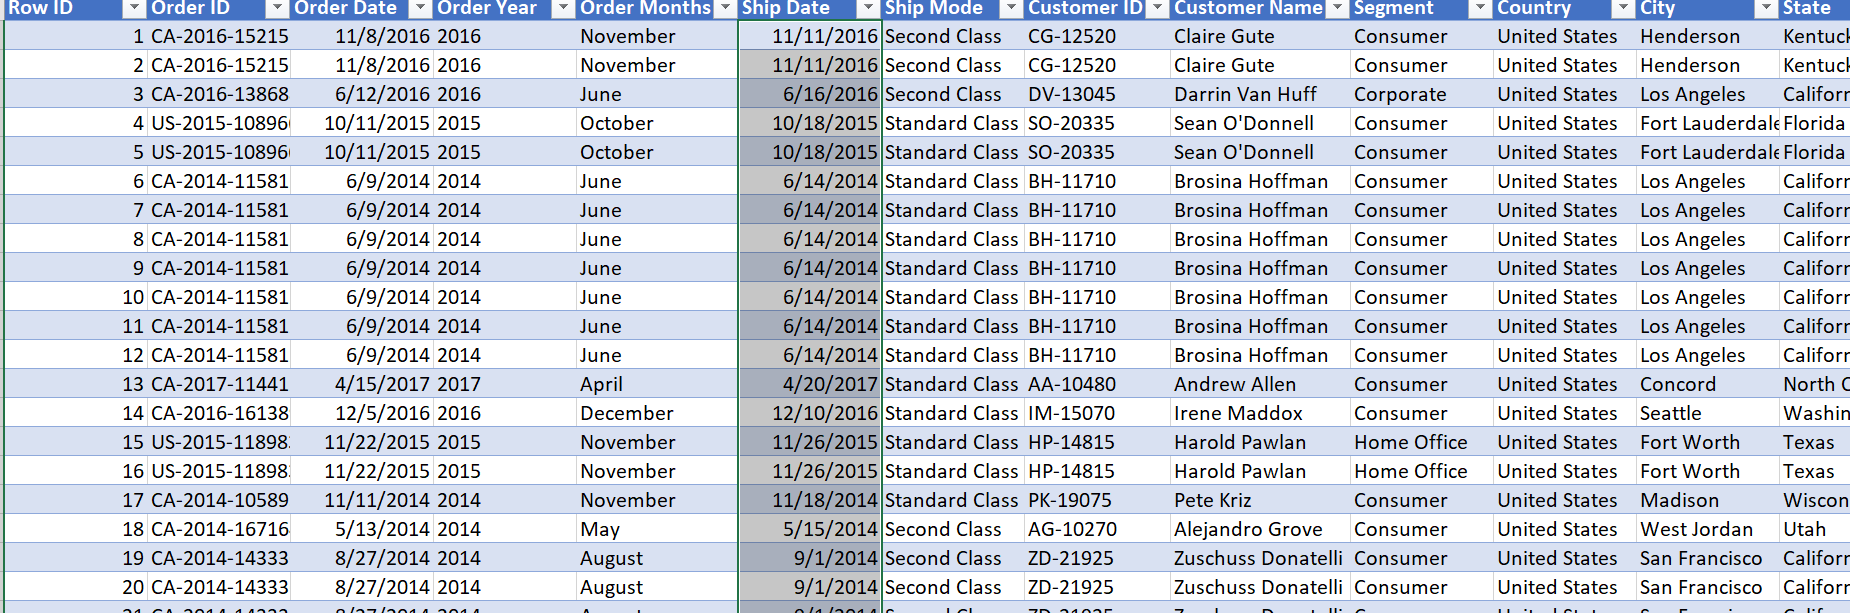 Row ID Order ID Order Date Order Year Order Months Ship Date Ship Mode Customer ID Customer Name Segment Country City State
1 CA-2016-15215 11/8/2016 2016 November 11/11/2016 Second Class CG-12520 Claire Gute Consumer United States Henderson Kentuck
2 CA-2016-15215 11/8/2016 2016 November 11/11/2016 Second Class CG-12520 Claire Gute Consumer United States Henderson Kentuck
3 CA-2016-13868 6/12/2016 2016 June 6/16/2016 Second Class DV-13045 Darrin Van Huff Corporate United States Los Angeles Califor
4 US-2015-10896 10/11/2015 2015 October 10/18/2015 Standard Class SO-20335 Sean O'Donnell Consumer United States Fort Lauderdale Florida
5 US-2015-10896 10/11/2015 2015 October 10/18/2015 Standard Class SO-20335 Sean O'Donnell Consumer United States Fort Lauderdale Florida
6 CA-2014-11581 6/9/2014 2014 June 6/14/2014 Standard Class BH-11710 Brosina Hoffman Consumer United States Los Angeles Califor
7 CA-2014-11581 6/9/2014 2014 June 6/14/2014 Standard Class BH-11710 Brosina Hoffman Consumer United States Los Angeles Califor
8 CA-2014-11581 6/9/2014 2014 June 6/14/2014 Standard Class BH-11710 Brosina Hoffman Consumer United States Los Angeles Califor
9 CA-2014-11581 6/9/2014 2014 June 6/14/2014 Standard Class BH-11710 Brosina Hoffman Consumer United States Los Angeles Califor
10 CA-2014-11581 6/9/2014 2014 June 6/14/2014 Standard Class BH-11710 Brosina Hoffman Consumer United States Los Angeles Califor
11 CA-2014-11581 6/9/2014 2014 June 6/14/2014 Standard Class BH-11710 Brosina Hoffman Consumer United States Los Angeles Califor
12 CA-2014-11581 6/9/2014 2014 June 6/14/2014 Standard Class BH-11710 Brosina Hoffman Consumer United States Los Angeles Califor
13 CA-2017-11441 4/15/2017 2017 April 4/20/2017 Standard Class AA-10480 Andrew Allen Consumer United States Concord North C
14 CA-2016-16138 12/5/2016 2016 December 12/10/2016 Standard Class IM-15070 Irene Maddox Consumer United States Seattle Washin
15 US-2015-11898 11/22/2015 2015 November 11/26/2015 Standard Class HP-14815 Harold Pawlan Home Office United States Fort Worth Texas
16 US-2015-11898 11/22/2015 2015 November 11/26/2015 Standard Class HP-14815 Harold Pawlan Home Office United States Fort Worth Texas
17 CA-2014-10589 11/11/2014 2014 November 11/18/2014 Standard Class PK-19075 Pete Kriz Consumer United States Madison Wiscon
18 CA-2014-16716 5/13/2014 2014 May 5/15/2014 Second Class AG-10270 Alejandro Grove Consumer United States West Jordan Utah
19 CA-2014-14333 8/27/2014 2014 August 9/1/2014 Second Class ZD-21925 Zuschuss Donatelli Consumer United States San Francisco Califor
20 CA-2014-14333 8/27/2014 2014 August 9/1/2014 Second Class ZD-21925 Zuschuss Donatelli Consumer United States San Francisco Califor